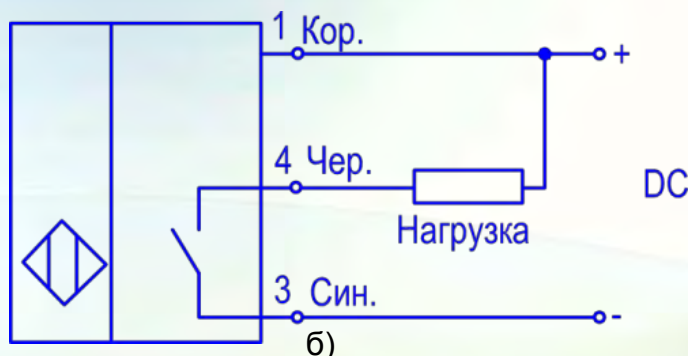 1 Кор. +
4 Чер.
DC
Нагрузка
3 Син. -
б)